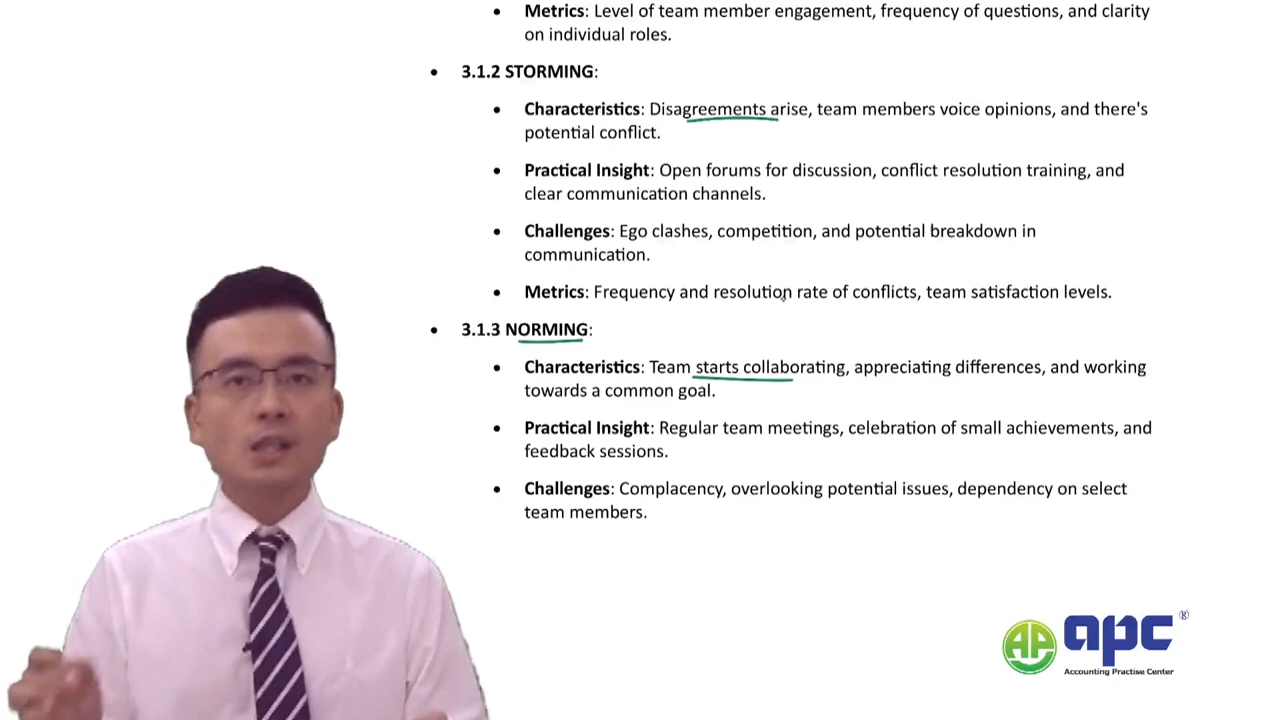 • Metrics: Level of team member engagement, frequency of questions, and clarity
on individual roles.
• 3.1.2 STORMING:
• Characteristics: Disagreements arise, team members voice opinions, and there's
potential conflict.
• Practical Insight: Open forums for discussion, conflict resolution training, and
clear communication channels.
• Challenges: Ego clashes, competition, and potential breakdown in
communication.
• Metrics: Frequency and resolution rate of conflicts, team satisfaction levels.
• 3.1.3 NORMING:
• Characteristics: Team starts collaborating, appreciating differences, and working
towards a common goal.
• Practical Insight: Regular team meetings, celebration of small achievements, and
feedback sessions.
• Challenges: Complacency, overlooking potential issues, dependency on select
team members.
AP apc ®
Accounting Practise Center